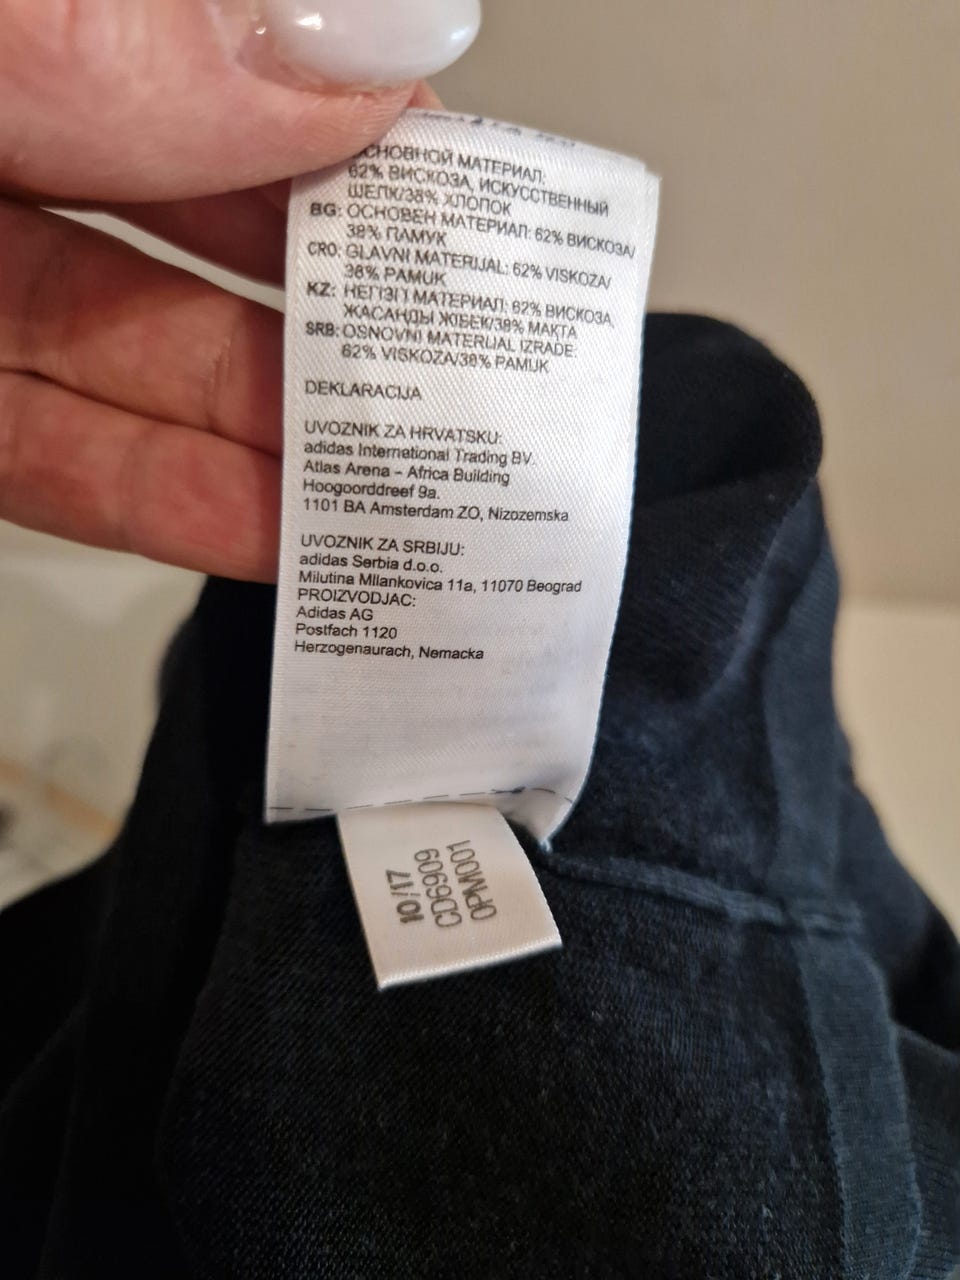 ОСНОВНОЙ МАТЕРИАЛ:
62% ВИСКОЗА, ИСКУССТВЕННЫЙ
ШЕЛК/38% ХЛОПОК
BG: ОСНОВЕН МАТЕРИАЛ: 62% ВИСКОЗА/
38% ПАМУК
CRO: GLAVNI MATERIJAL: 62% VISKOZA/
38% PAMUK
KZ: НЕГІЗГІ МАТЕРИАЛ: 62% ВИСКОЗА,
ЖАСАНДЫ ЖІБЕК/38% МАКТА
SRB: OSNOVNI MATERIJAL IZRADE:
62% VISKOZA/38% PAMUK
DEKLARACIJA
UVOZNIK ZA HRVATSKU:
adidas International Trading BV.
Atlas Arena – Africa Building
Hoogoorddreef 9a.
1101 BA Amsterdam ZO, Nizozemska
UVOZNIK ZA SRBIJU:
adidas Serbia d.o.o.
Milutina Milankovica 11a, 11070 Beograd
PROIZVODJAC:
Adidas AG
Postfach 1120
Herzogenaurach, Nemacka
10/17
CD6909
0PM001